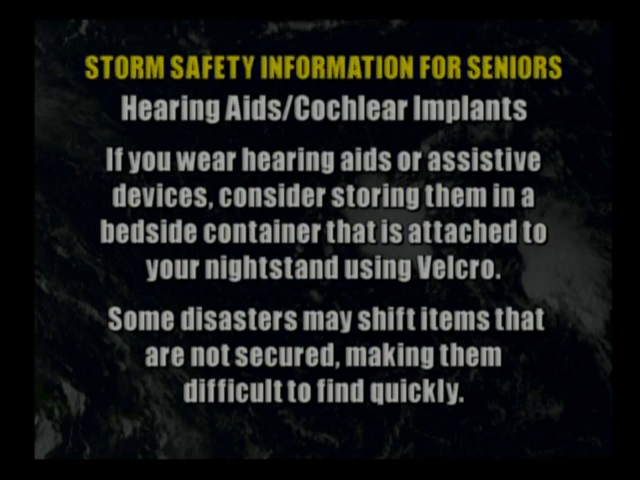 STORM SAFETY INFORMATION FOR SENIORS
Hearing Aids/Cochlear Implants
If you wear hearing aids or assistive
devices, consider storing them in a
bedside container that is attached to
your nightstand using Velcro.
Some disasters may shift items that
are not secured, making them
difficult to find quickly.